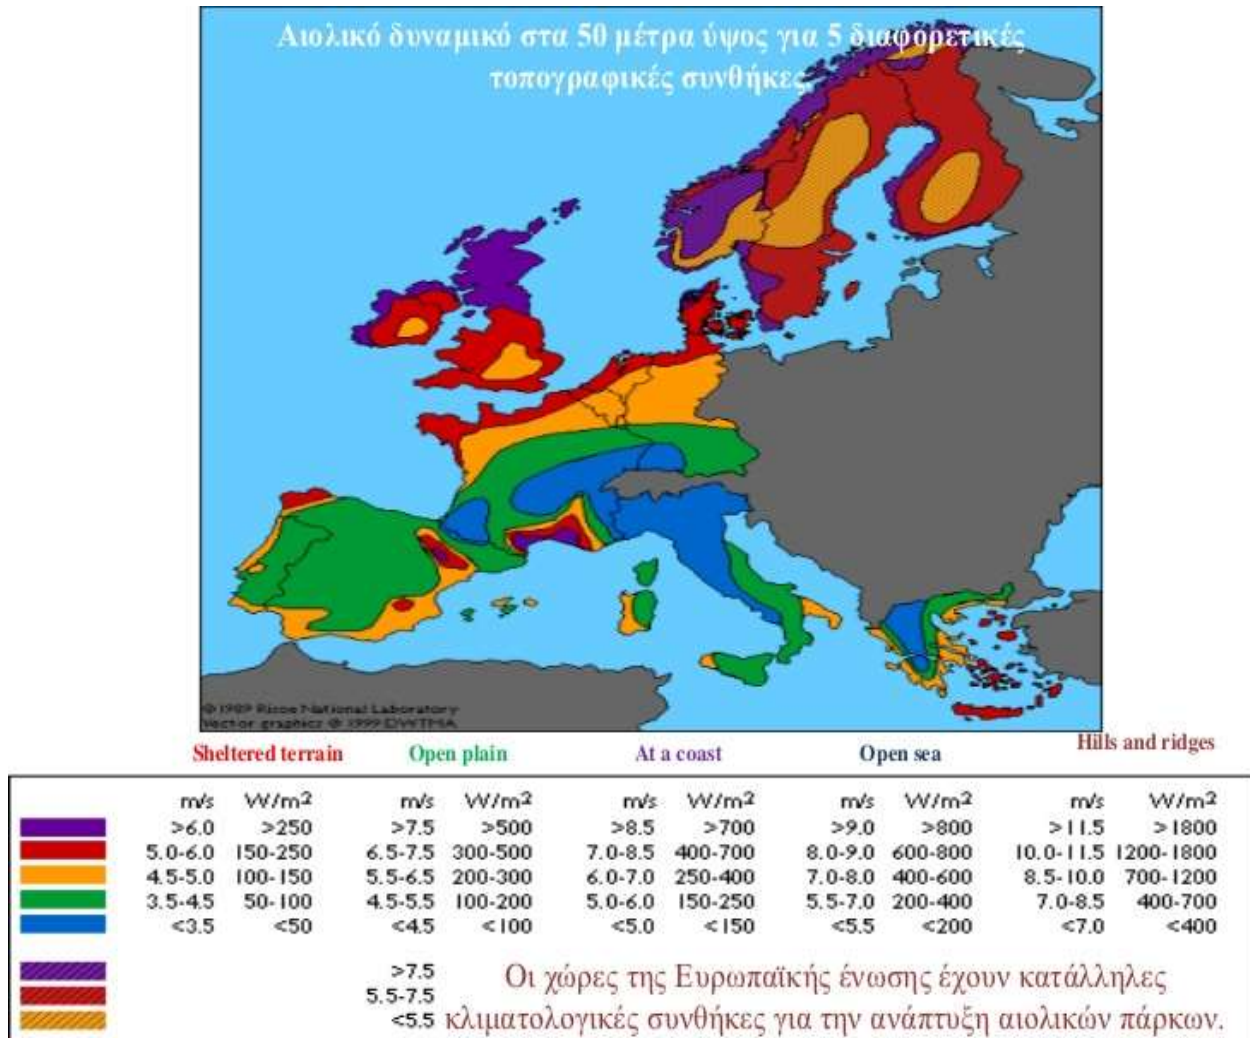 Αιολικό δυναμικό στα 50 μέτρα ύψος για 5 διαφορετικές
τοπογραφικές συνθήκες.
© 1989 Risoe National Laboratory
Vector graphics © 1999 DWTMA
Sheltered terrain Open plain At a coast Open sea Hills and ridges
m/s W/m² m/s W/m² m/s W/m² m/s W/m² m/s W/m²
>6.0 >250 >7.5 >500 >8.5 >700 >9.0 >800 >11.5 >1800
5.0-6.0 150-250 6.5-7.5 300-500 7.0-8.5 400-700 8.0-9.0 600-800 10.0-11.5 1200-1800
4.5-5.0 100-150 5.5-6.5 200-300 6.0-7.0 250-400 7.0-8.0 400-600 8.5-10.0 700-1200
3.5-4.5 50-100 4.5-5.5 100-200 5.0-6.0 150-250 5.5-7.0 200-400 7.0-8.5 400-700
<3.5 <50 <4.5 <100 <5.0 <150 <5.5 <200 <7.0 <400
>7.5
5.5-7.5
<5.5
Οι χώρες της Ευρωπαϊκής ένωσης έχουν κατάλληλες
κλιματολογικές συνθήκες για την ανάπτυξη αιολικών πάρκων.